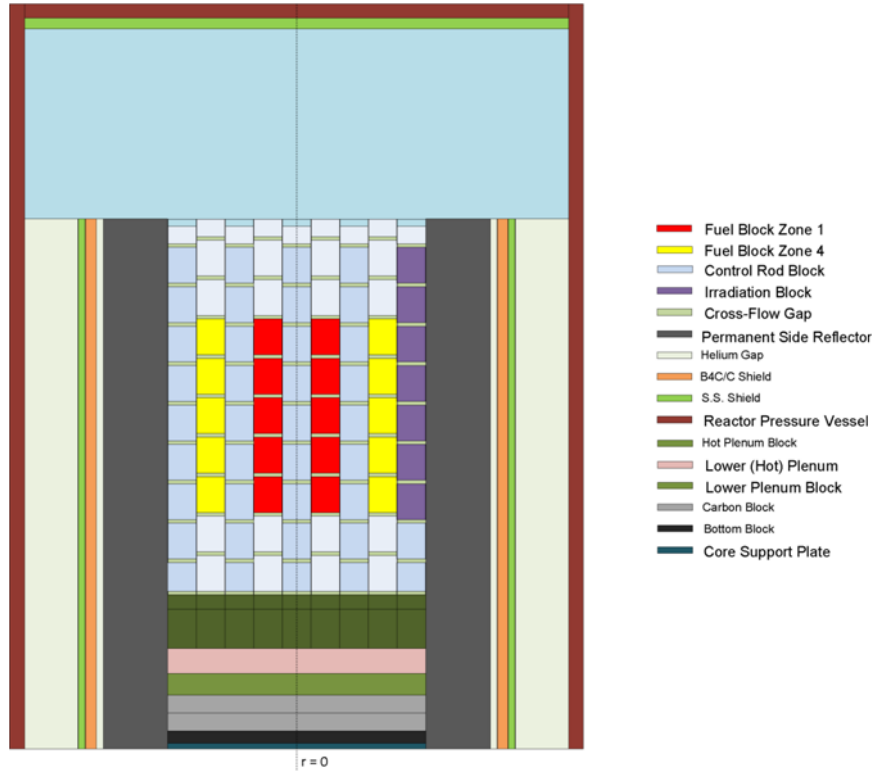 Fuel Block Zone 1
Fuel Block Zone 4
Control Rod Block
Irradiation Block
Cross-Flow Gap
Permanent Side Reflector
Helium Gap
B4C/C Shield
S.S. Shield
Reactor Pressure Vessel
Hot Plenum Block
Lower (Hot) Plenum
Lower Plenum Block
Carbon Block
Bottom Block
Core Support Plate
r = 0